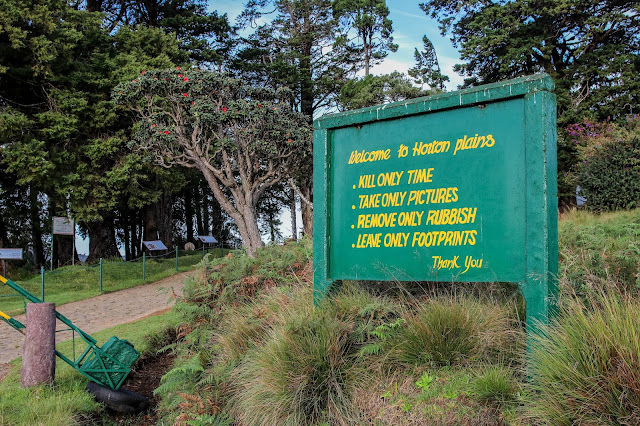 Welcome to Horton plains
. KILL ONLY TIME
. TAKE ONLY PICTURES
. REMOVE ONLY RUBBISH
. LEAVE ONLY FOOTPRINTS
Thank You